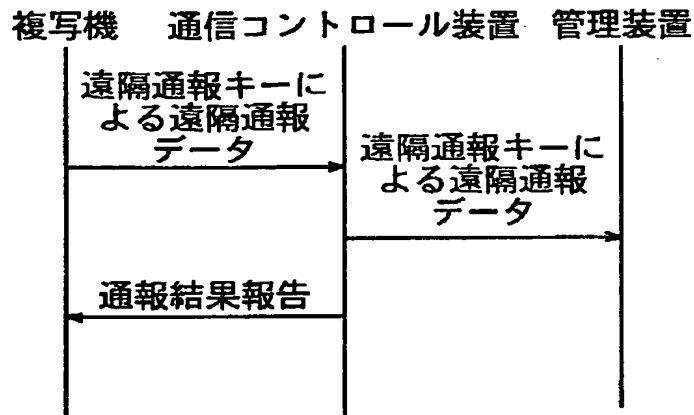 複写機 通信コントロール装置 管理装置
遠隔通報キーに
よる遠隔通報
データ
遠隔通報キーに
よる遠隔通報
データ
通報結果報告